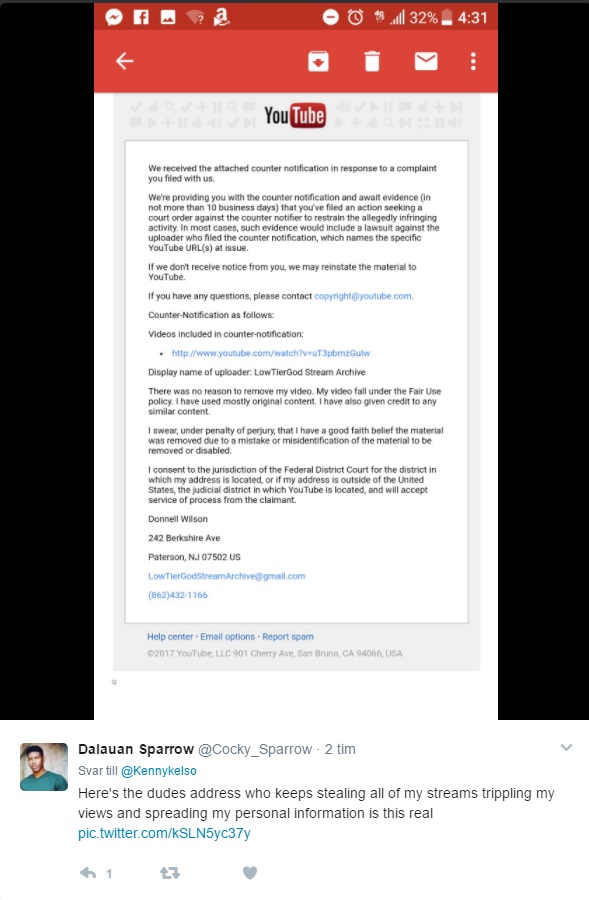 32% 4:31
YouTube
We received the attached counter notification in response to a complaint
you filed with us.
We're providing you with the counter notification and await evidence (in
not more than 10 business days) that you've filed an action seeking a
court order against the counter notifier to restrain the allegedly infringing
activity. In most cases, such evidence would include a lawsuit against the
uploader who filed the counter notification, which names the specific
YouTube URL(s) at issue.
If we don't receive notice from you, we may reinstate the material to
YouTube.
If you have any questions, please contact copyright@youtube.com.
Counter-Notification as follows:
Videos included in counter-notification:
• http://www.youtube.com/watch?v=uT3pbmzGuIw
Display name of uploader: LowTierGod Stream Archive
There was no reason to remove my video. My video fall under the Fair Use
policy. I have used mostly original content. I have also given credit to any
similar content.
I swear, under penalty of perjury, that I have a good faith belief the material
was removed due to a mistake or misidentification of the material to be
removed or disabled.
I consent to the jurisdiction of the Federal District Court for the district in
which my address is located, or if my address is outside of the United
States, the judicial district in which YouTube is located, and will accept
service of process from the claimant.
Donnell Wilson
242 Berkshire Ave
Paterson, NJ 07502 US
LowTierGodStreamArchive@gmail.com
(862)432-1166
Help center · Email options · Report spam
©2017 YouTube, LLC 901 Cherry Ave, San Bruno, CA 94066, USA
Dalauan Sparrow @Cocky_Sparrow · 2 tim
Svar till @Kennykelso
Here's the dudes address who keeps stealing all of my streams trippling my
views and spreading my personal information is this real
pic.twitter.com/kSLN5yc37y
1